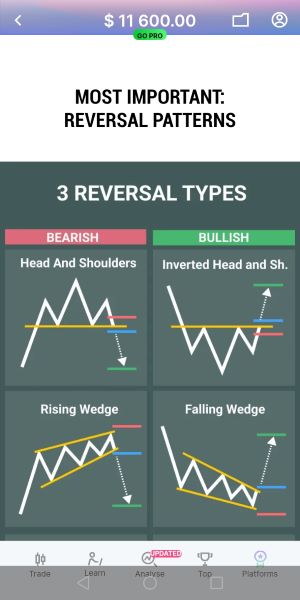 $ 11 600.00
GO PRO
MOST IMPORTANT:
REVERSAL PATTERNS
3 REVERSAL TYPES
BEARISH
BULLISH
Head And Shoulders
Inverted Head and Sh.
Rising Wedge
Falling Wedge
UPDATED
Trade
Learn
Analyse
Top
Platforms